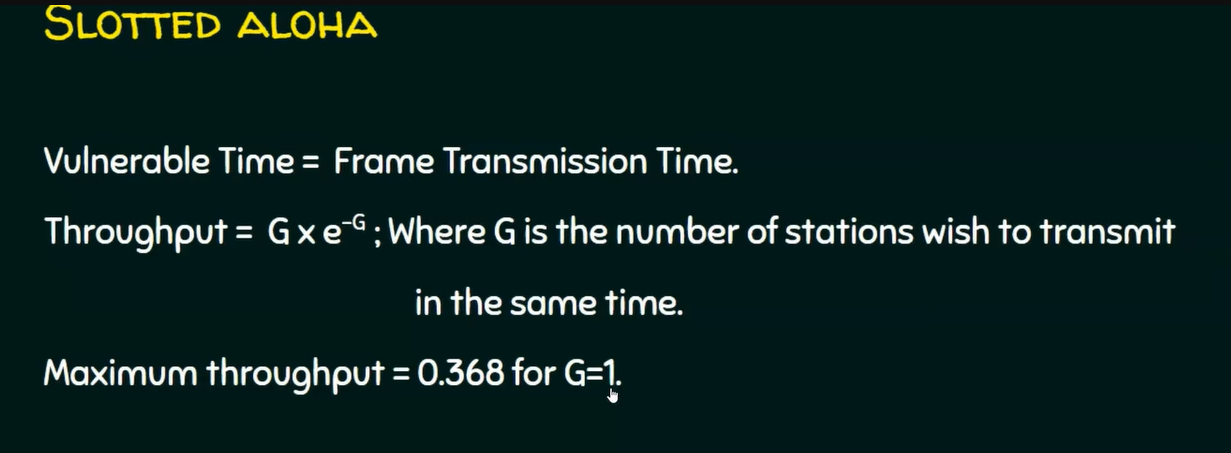 SLOTTED ALOHA
Vulnerable Time = Frame Transmission Time.
Throughput = G x e⁻ᴳ ; Where G is the number of stations wish to transmit
in the same time.
Maximum throughput = 0.368 for G=1.